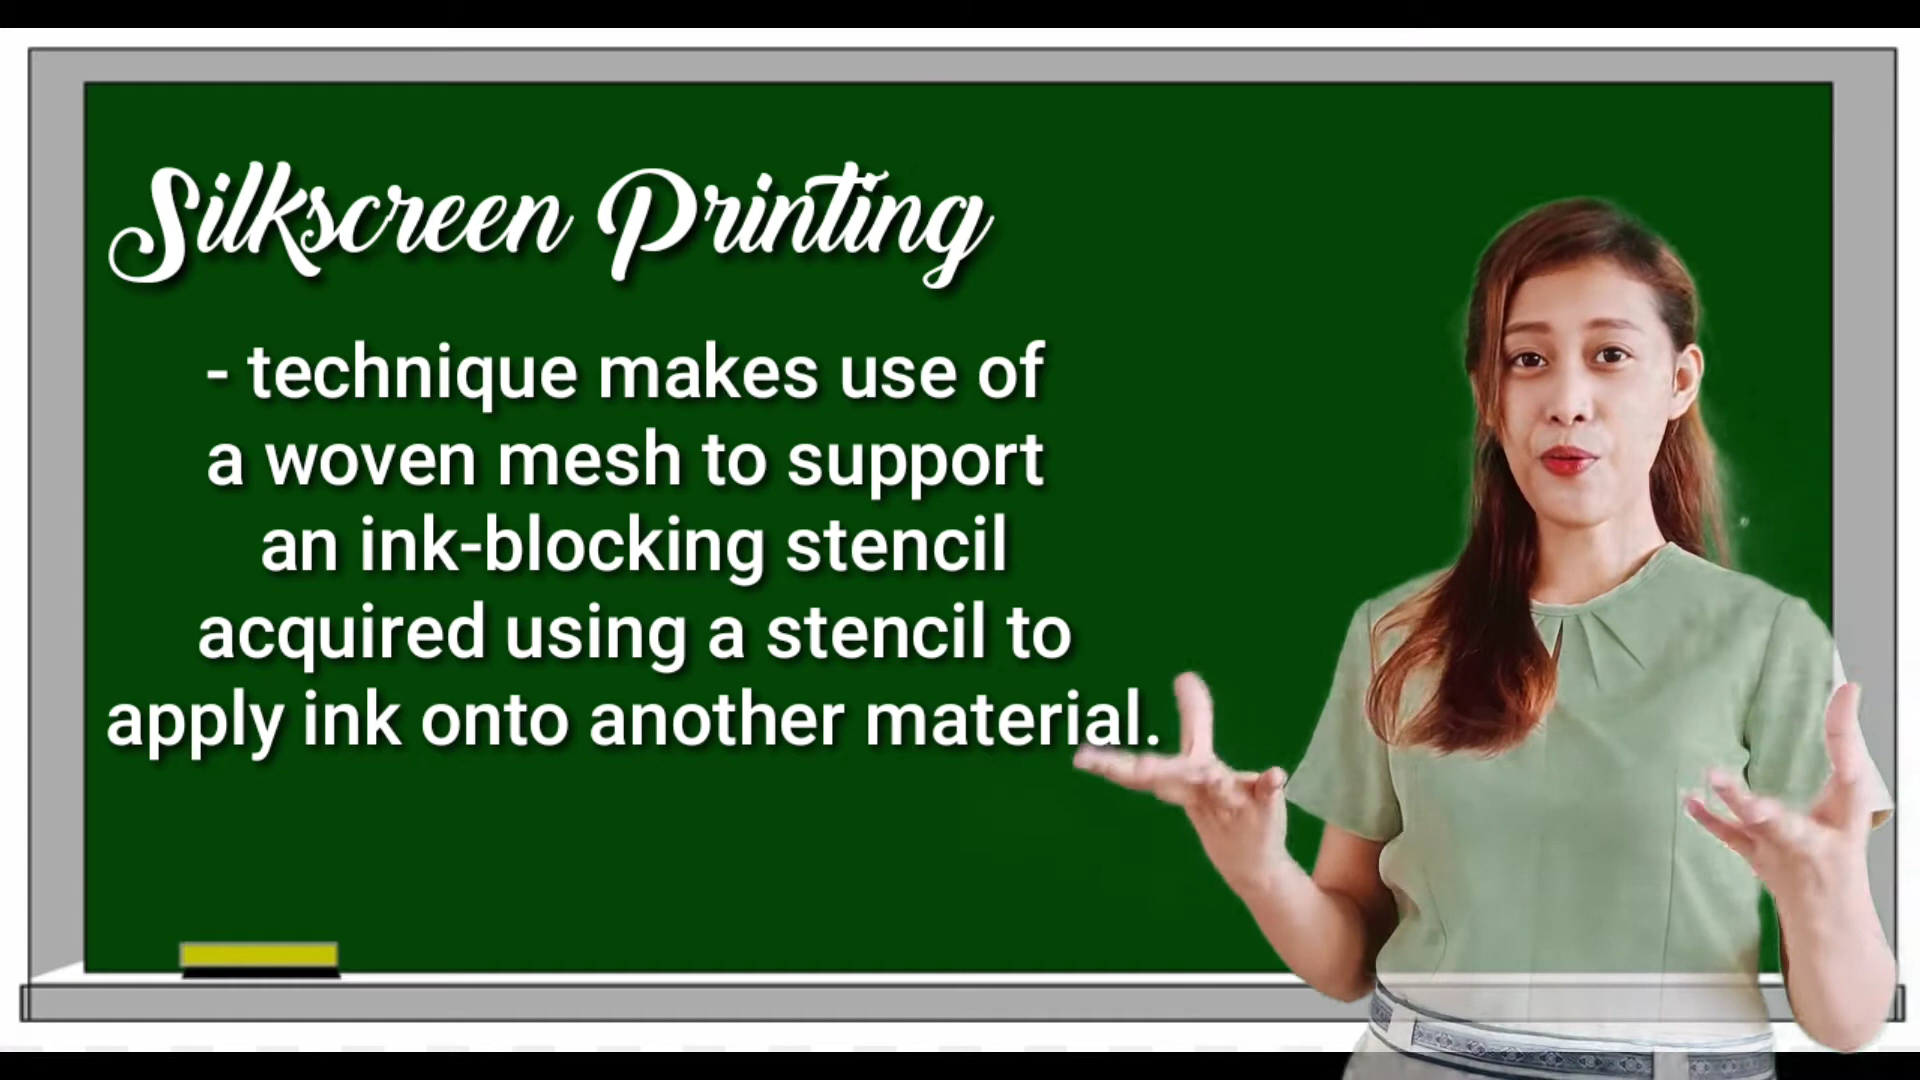 Silkscreen Printing
- technique makes use of
a woven mesh to support
an ink-blocking stencil
acquired using a stencil to
apply ink onto another material.